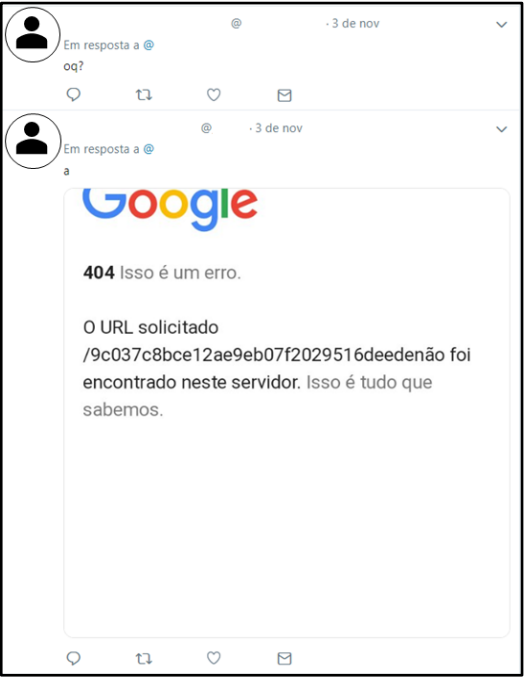 @ · 3 de nov
Em resposta a @
oq?
@ · 3 de nov
Em resposta a @
a
Google
404 Isso é um erro.
O URL solicitado
/9c037c8bce12ae9eb07f2029516deedenão foi
encontrado neste servidor. Isso é tudo que
sabemos.